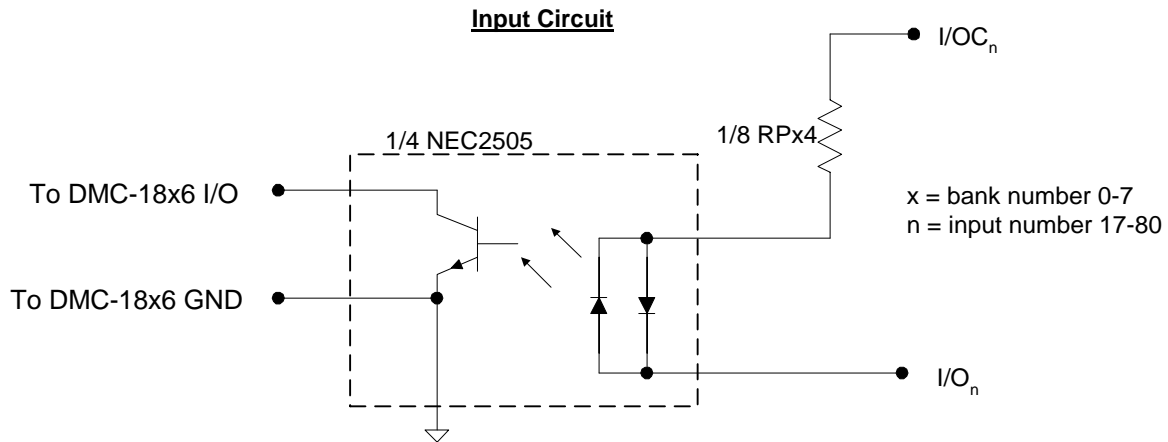 Input Circuit
I/OCn
1/4 NEC2505
1/8 RPx4
To DMC-18x6 I/O
x = bank number 0-7
n = input number 17-80
To DMC-18x6 GND
I/On